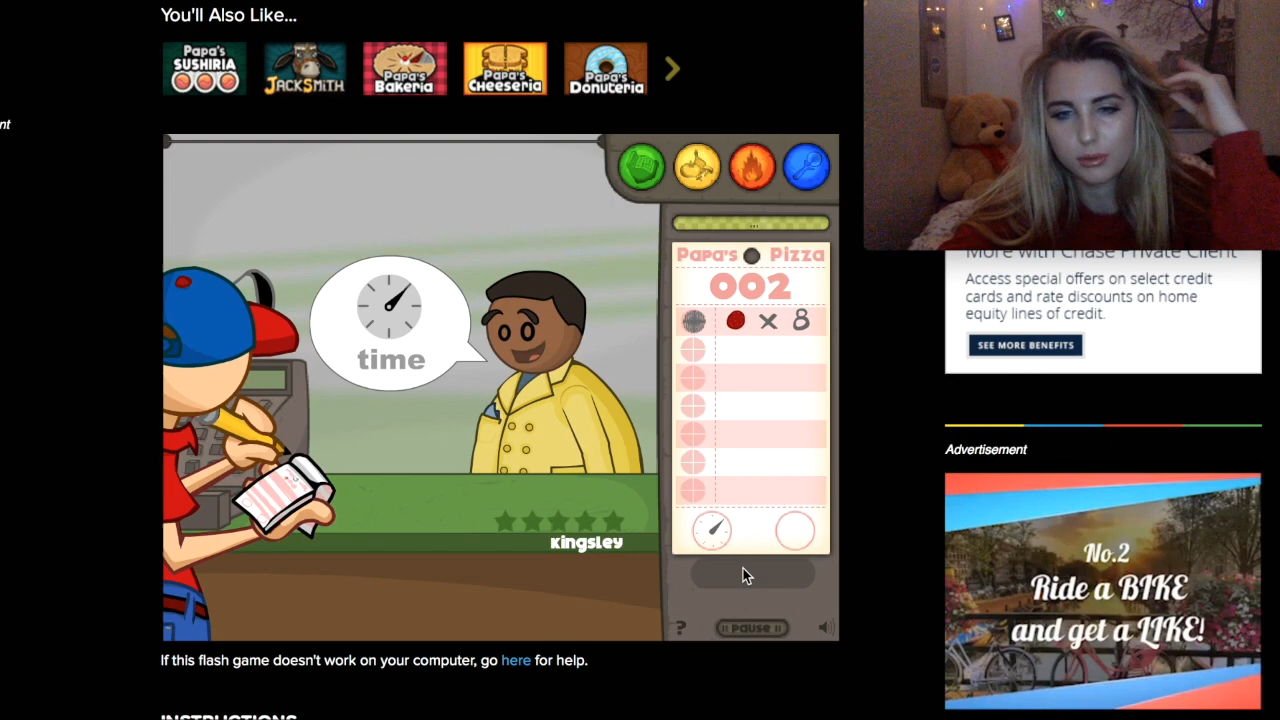 You'll Also Like...
Papa's SUSHIRIA
JACKSMITH
Papa's Bakeria
Papa's Cheeseria
Papa's Donuteria
nt
Papa's Pizza
002
x 8
time
Kingsley
? pause
If this flash game doesn't work on your computer, go here for help.
INSTRUCTIONS
More with Chase Private Client
Access special offers on select credit
cards and rate discounts on home
equity lines of credit.
SEE MORE BENEFITS
Advertisement
No.2
Ride a BIKE
and get a LIKE!